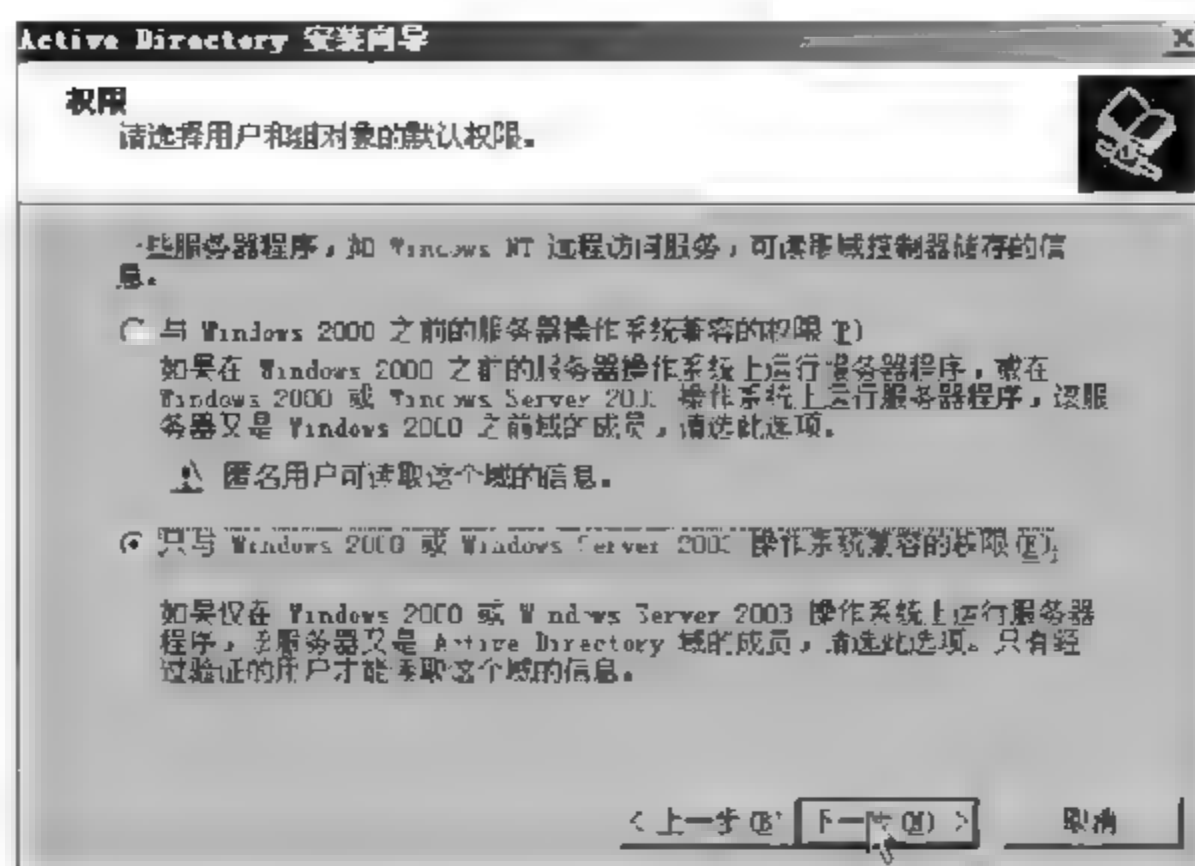 Active Directory 安装向导
权限
请选择用户和组对象的默认权限。
一些服务器程序，如 Windows NT 远程访问服务，可读取域控制器储存的信
息。
与 Windows 2000 之前的服务器操作系统兼容的权限(P)
如果在 Windows 2000 之前的服务器操作系统上运行服务器程序，或在
Windows 2000 或 Windows Server 2003 操作系统上运行服务器程序，该服
务器又是 Windows 2000 之前域的成员，请选此选项。
匿名用户可读取这个域的信息。
只与 Windows 2000 或 Windows Server 2003 操作系统兼容的权限(E)
如果仅在 Windows 2000 或 Windows Server 2003 操作系统上运行服务器
程序，该服务器又是 Active Directory 域的成员，请选此选项。只有经
过验证的用户才能读取这个域的信息。
< 上一步(B) 下一步(N) > 取消